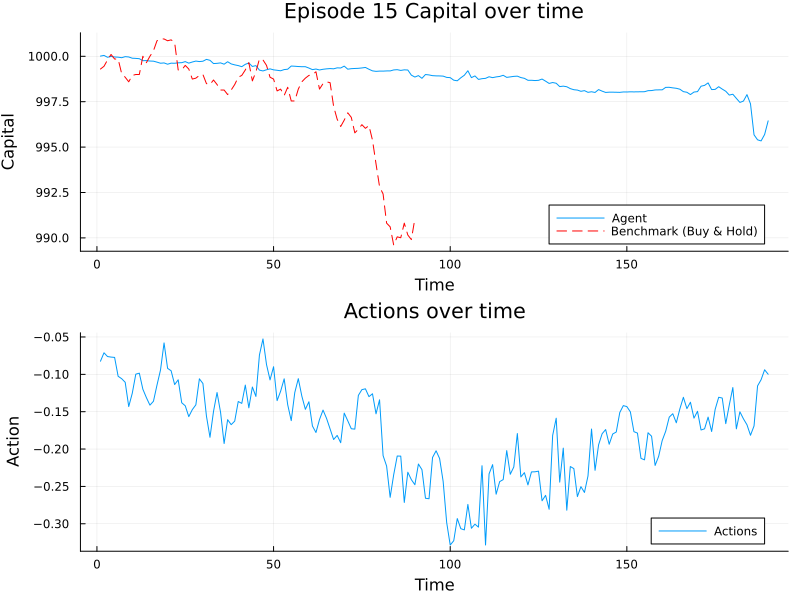 Episode 15 Capital over time
1000.0
997.5
995.0
992.5
990.0
Capital
Agent
Benchmark (Buy & Hold)
0
50
100
150
Time
Actions over time
−0.05
−0.10
−0.15
−0.20
−0.25
−0.30
Action
Actions
0
50
100
150
Time